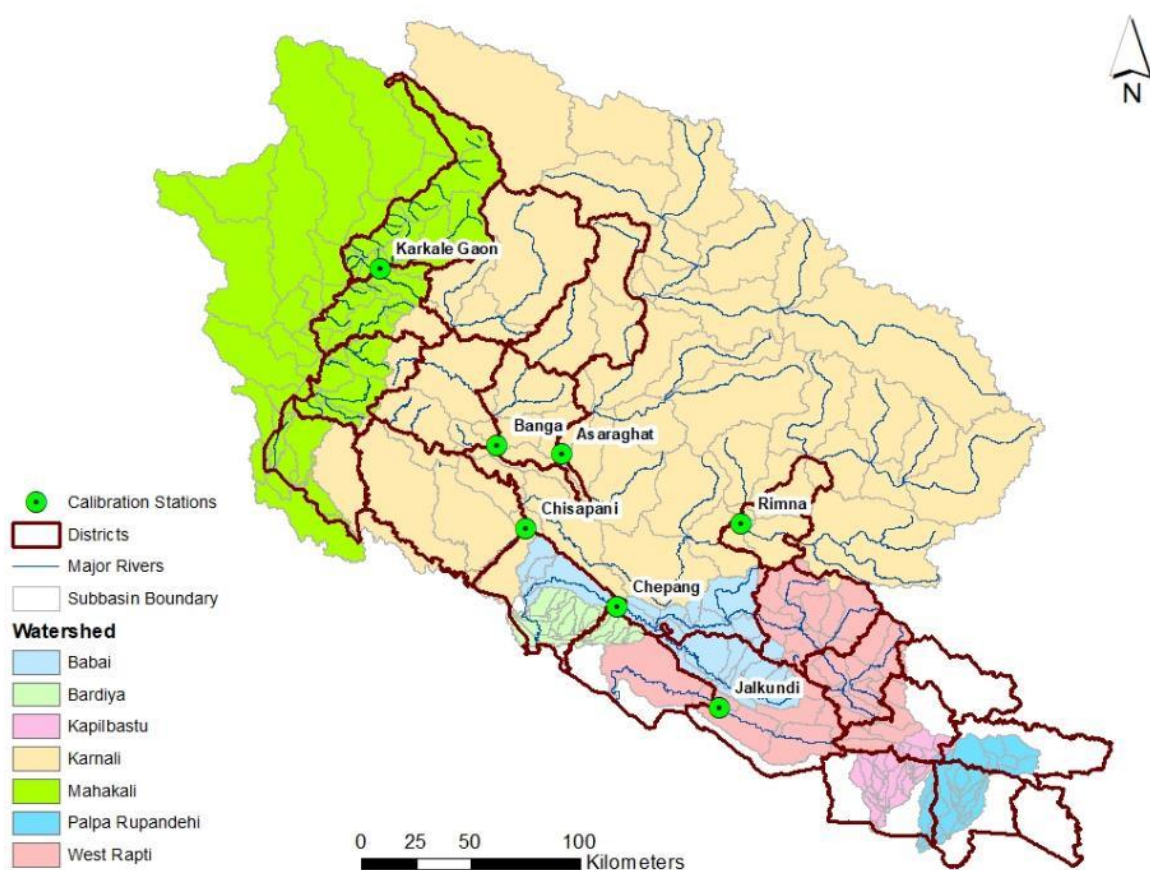 N
Karkale Gaon
Banga
Asaraghat
Chisapani
Rimna
Chepang
Jalkundi
Calibration Stations
Districts
Major Rivers
Subbasin Boundary
Watershed
Babai
Bardiya
Kapilbastu
Karnali
Mahakali
Palpa Rupandehi
West Rapti
0 25 50 100
Kilometers